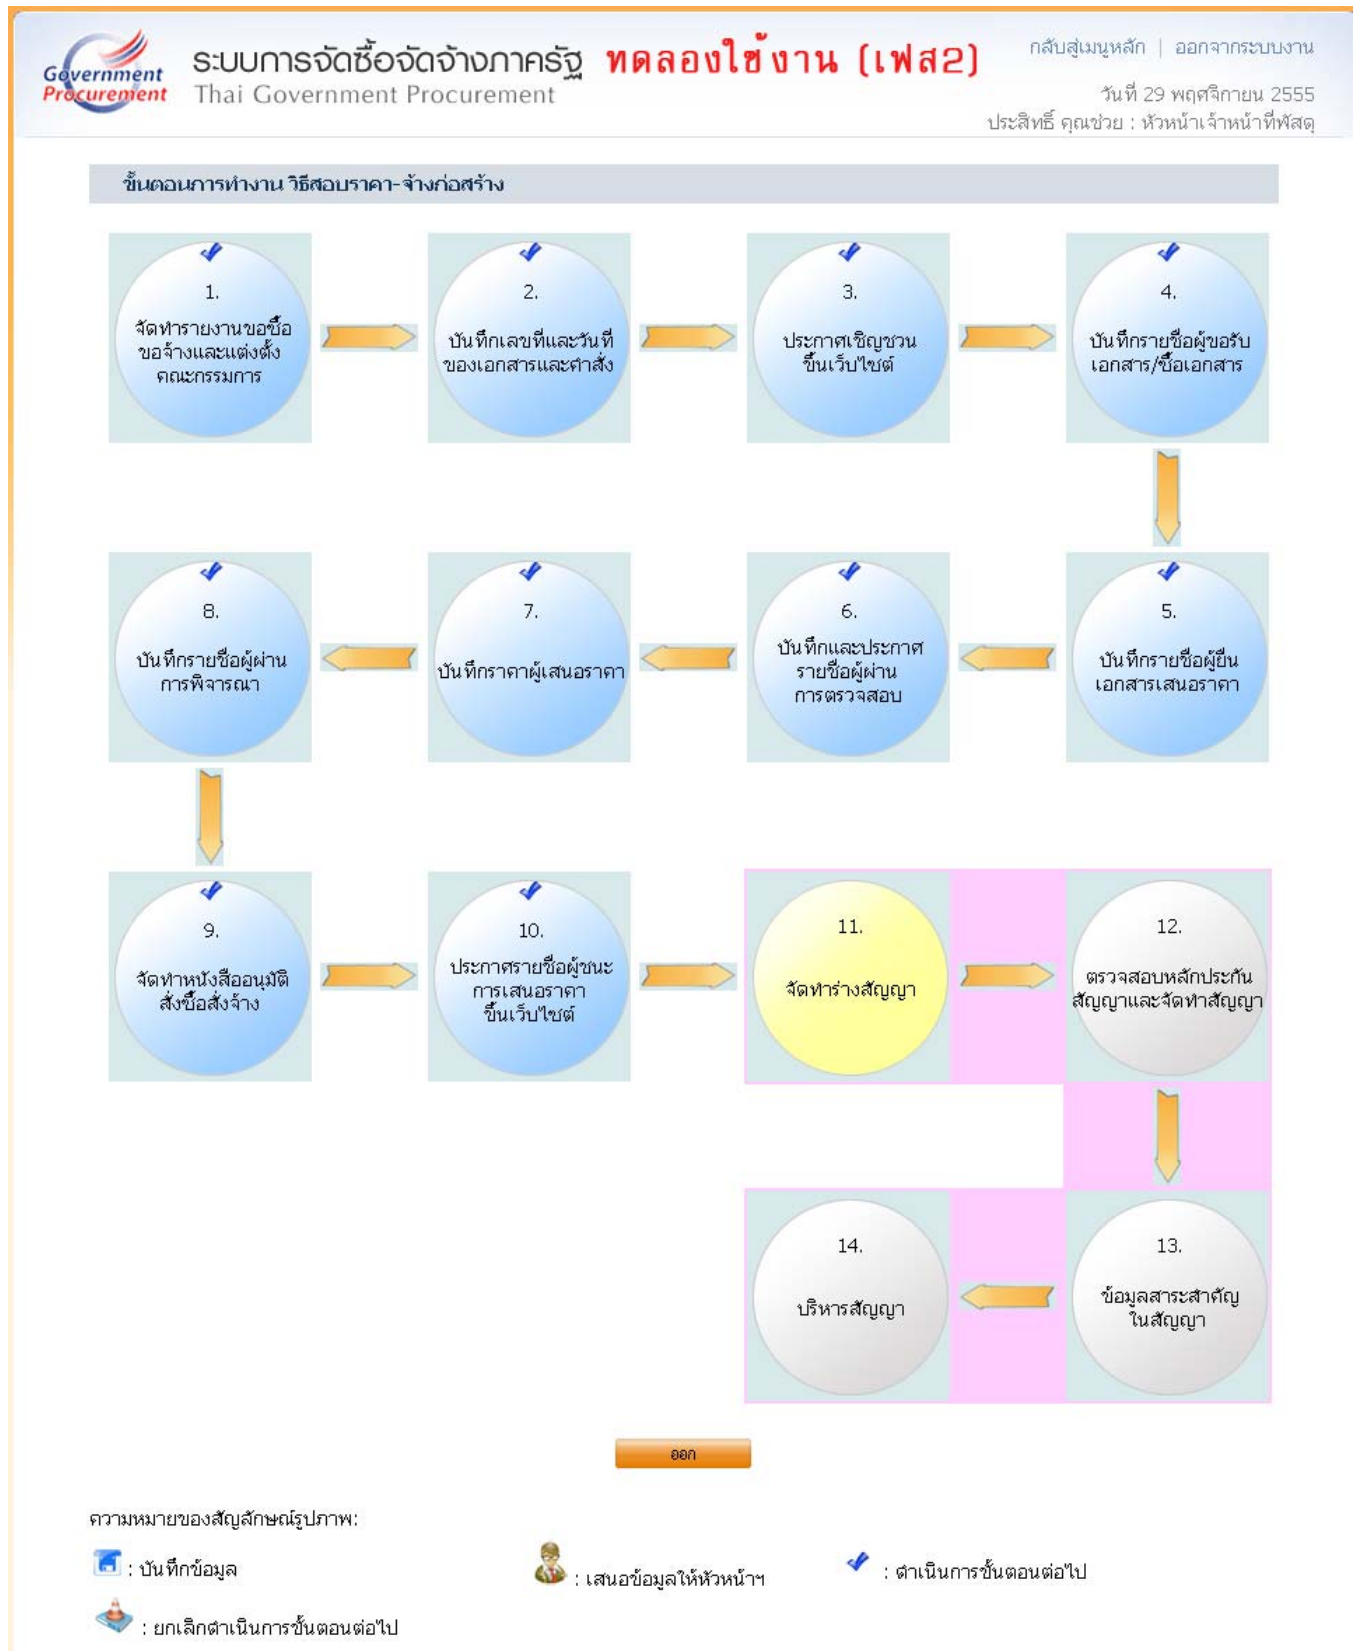 Government
Procurement
ระบบการจัดซื้อจัดจ้างภาครัฐ ทดลองใช้งาน (เฟส2)
Thai Government Procurement
กลับสู่เมนูหลัก | ออกจากระบบงาน
วันที่ 29 พฤศจิกายน 2555
ประสิทธิ์ คุณช่วย : หัวหน้าเจ้าหน้าที่พัสดุ
ขั้นตอนการทำงาน วิธีสอบราคา-จ้างก่อสร้าง
1.
จัดทำรายงานขอซื้อ
ขอจ้างและแต่งตั้ง
คณะกรรมการ
2.
บันทึกเลขที่และวันที่
ของเอกสารและคำสั่ง
3.
ประกาศเชิญชวน
ขึ้นเว็บไซต์
4.
บันทึกรายชื่อผู้ขอรับ
เอกสาร/ซื้อเอกสาร
5.
บันทึกรายชื่อผู้ยื่น
เอกสารเสนอราคา
6.
บันทึกและประกาศ
รายชื่อผู้ผ่าน
การตรวจสอบ
7.
บันทึกราคาผู้เสนอราคา
8.
บันทึกรายชื่อผู้ผ่าน
การพิจารณา
9.
จัดทำหนังสืออนุมัติ
สั่งซื้อสั่งจ้าง
10.
ประกาศรายชื่อผู้ชนะ
การเสนอราคา
ขึ้นเว็บไซต์
11.
จัดทำร่างสัญญา
12.
ตรวจสอบหลักประกัน
สัญญาและจัดทำสัญญา
13.
ข้อมูลสาระสำคัญ
ในสัญญา
14.
บริหารสัญญา
ออก
ความหมายของสัญลักษณ์รูปภาพ:
: บันทึกข้อมูล
: เสนอข้อมูลให้หัวหน้าฯ
: ดำเนินการขั้นตอนต่อไป
: ยกเลิกดำเนินการขั้นตอนต่อไป